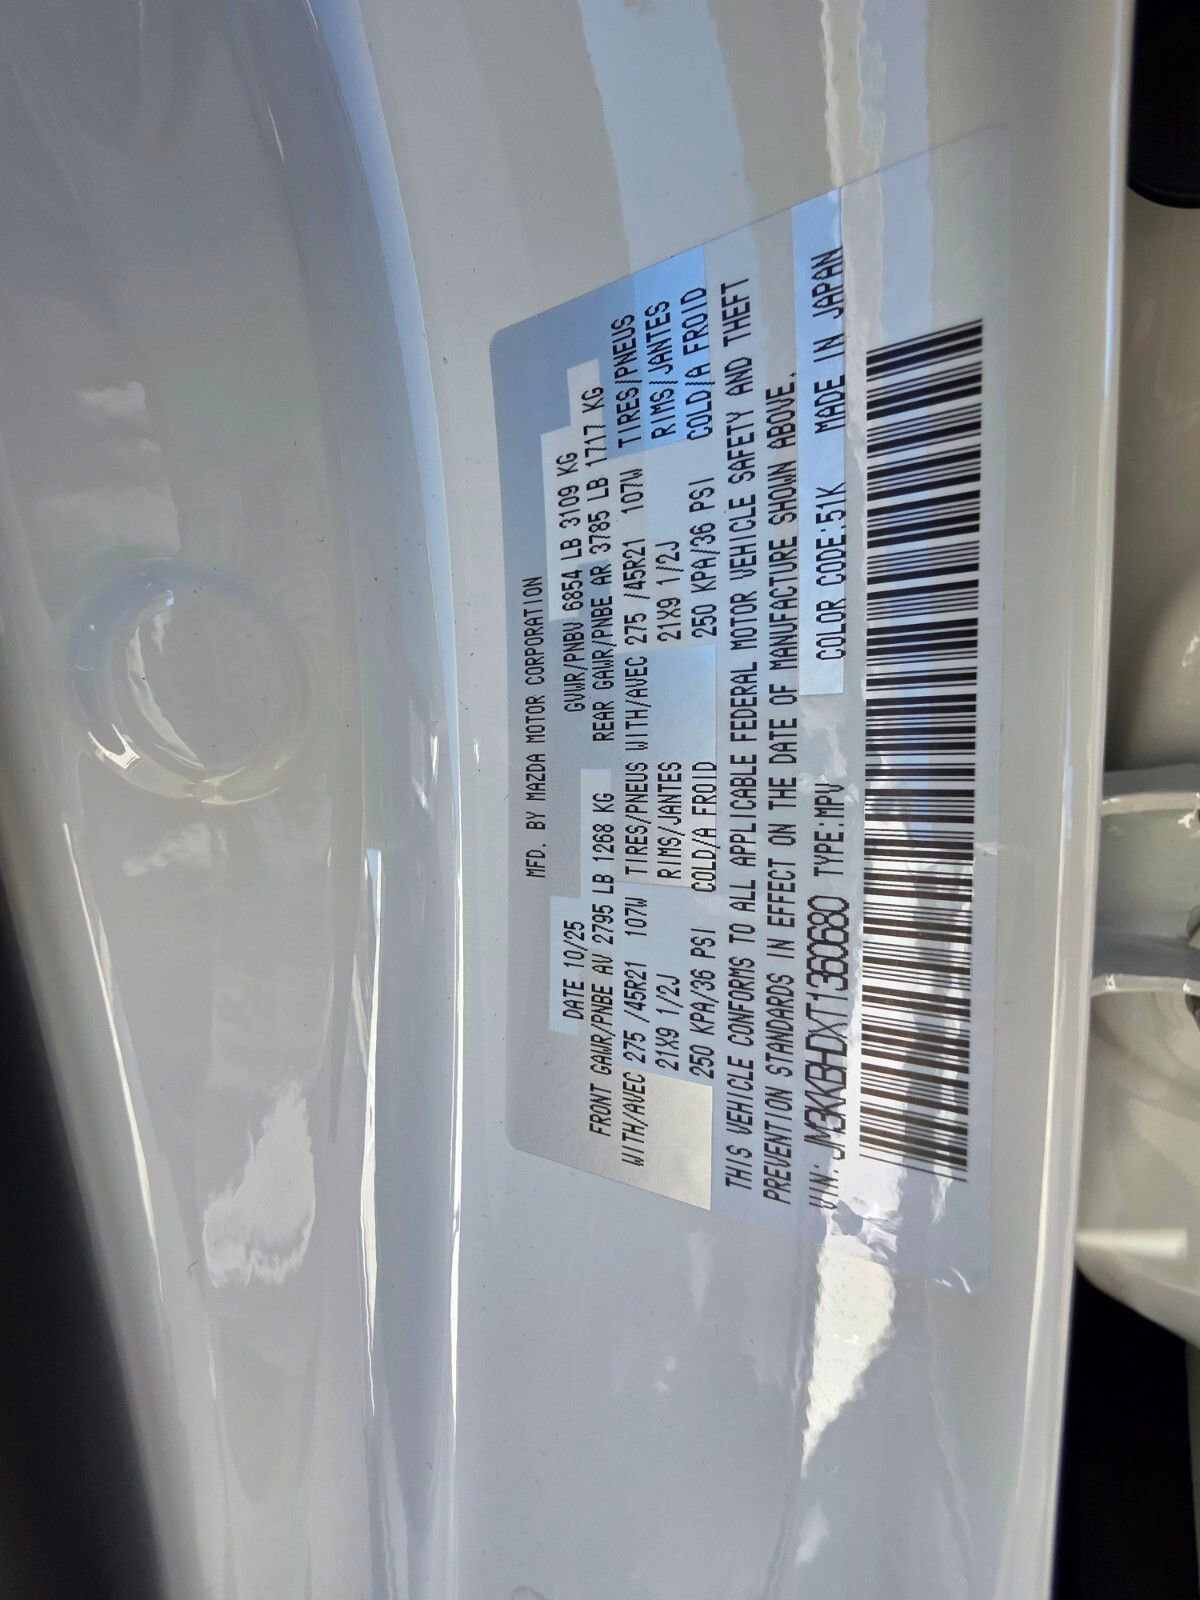 MFD. BY MAZDA MOTOR CORPORATION
DATE 10/25 GVWR/PNBV 6854 LB 3109 KG
FRONT GAWR/PNBE AV 2795 LB 1268 KG REAR GAWR/PNBE AR 3785 LB 1717 KG
WITH/AVEC 275 /45R21 107W TIRES/PNEUS WITH/AVEC 275 /45R21 107W TIRES/PNEUS
21X9 1/2J RIMS/JANTES 21X9 1/2J RIMS/JANTES
250 KPA/36 PSI COLD/A FROID 250 KPA/36 PSI COLD/A FROID
THIS VEHICLE CONFORMS TO ALL APPLICABLE FEDERAL MOTOR VEHICLE SAFETY AND THEFT
PREVENTION STANDARDS IN EFFECT ON THE DATE OF MANUFACTURE SHOWN ABOVE.
VIN: JM3KKBHDXT1360680 TYPE:MPV COLOR CODE:51K MADE IN JAPAN